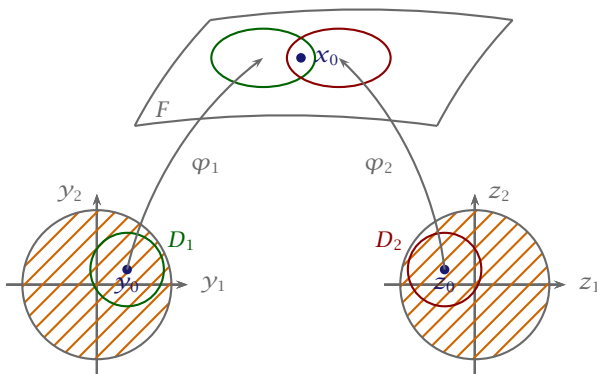 x₀
F
φ₁
φ₂
y₂
z₂
D₁
D₂
y₀
z₀
y₁
z₁